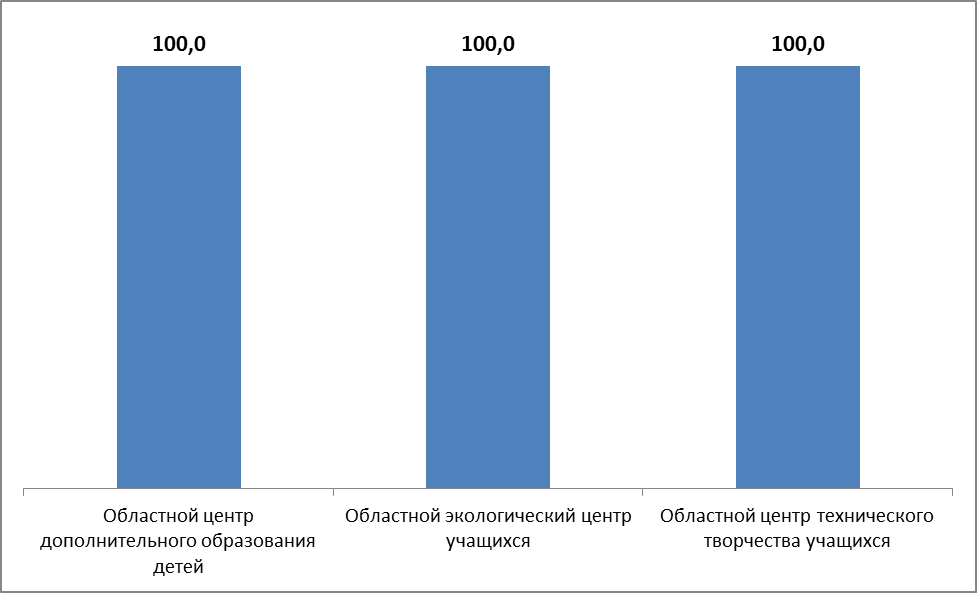 100,0 100,0 100,0
Областной центр
дополнительного образования
детей
Областной экологический центр
учащихся
Областной центр технического
творчества учащихся